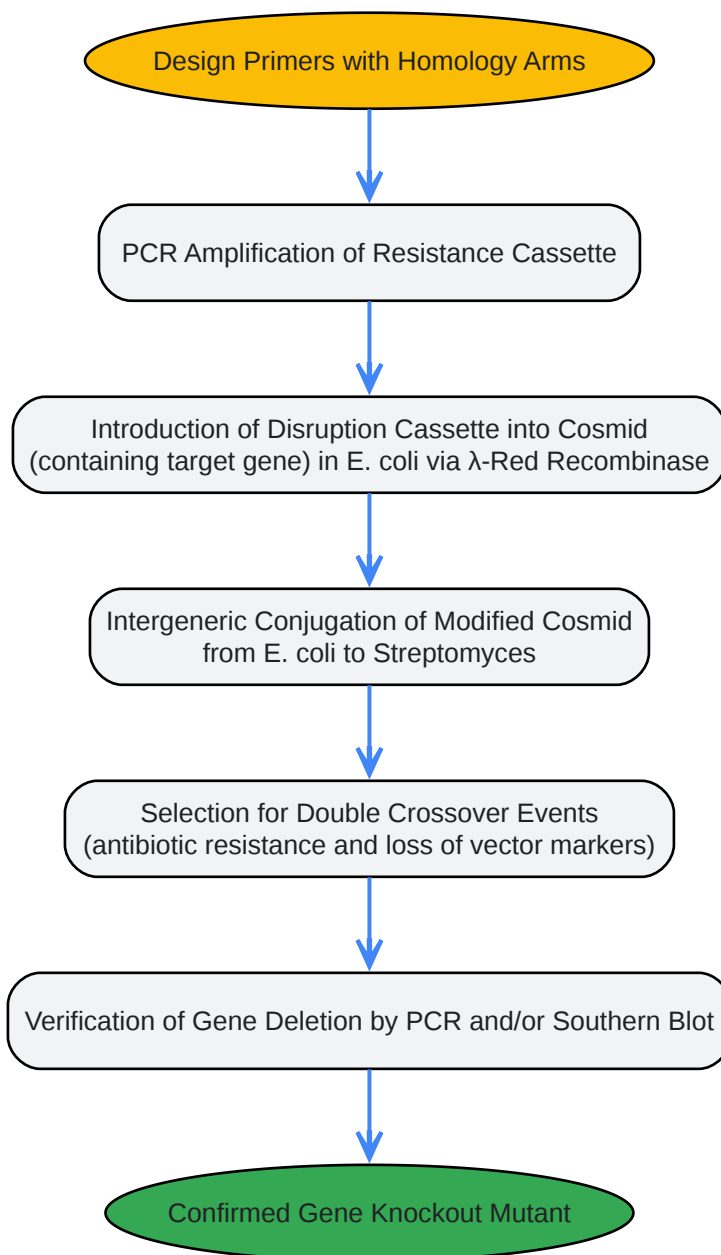 Design Primers with Homology Arms
PCR Amplification of Resistance Cassette
Introduction of Disruption Cassette into Cosmid
(containing target gene) in E. coli via λ-Red Recombinase
Intergeneric Conjugation of Modified Cosmid
from E. coli to Streptomyces
Selection for Double Crossover Events
(antibiotic resistance and loss of vector markers)
Verification of Gene Deletion by PCR and/or Southern Blot
Confirmed Gene Knockout Mutant